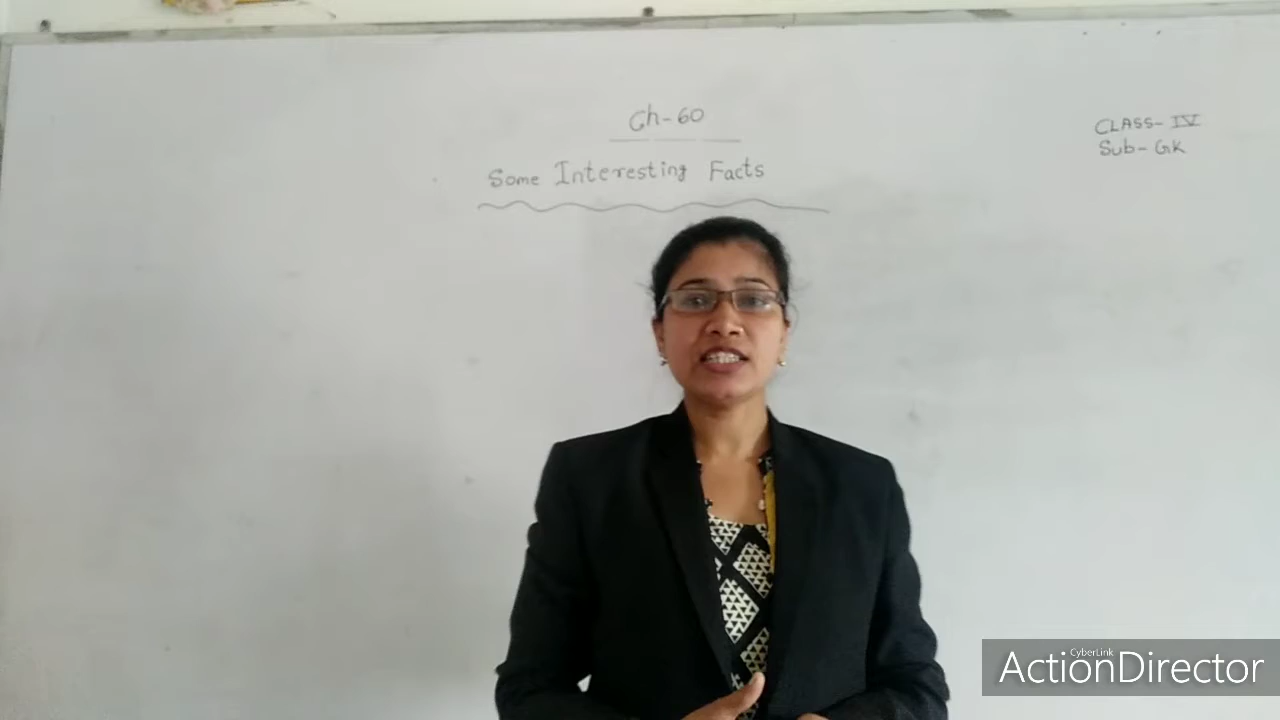 Ch-60
Some Interesting Facts
CLASS-IV
Sub-GK
CyberLink
ActionDirector